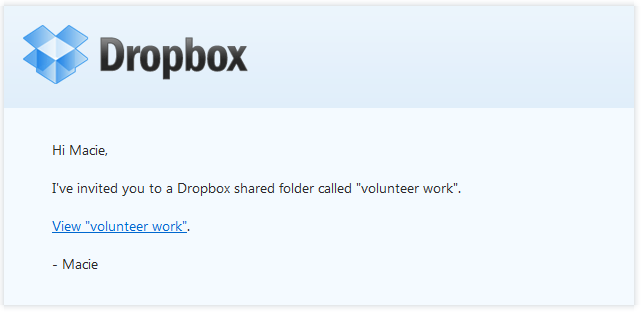 Dropbox
Hi Macie,
I've invited you to a Dropbox shared folder called "volunteer work".
View "volunteer work".
- Macie